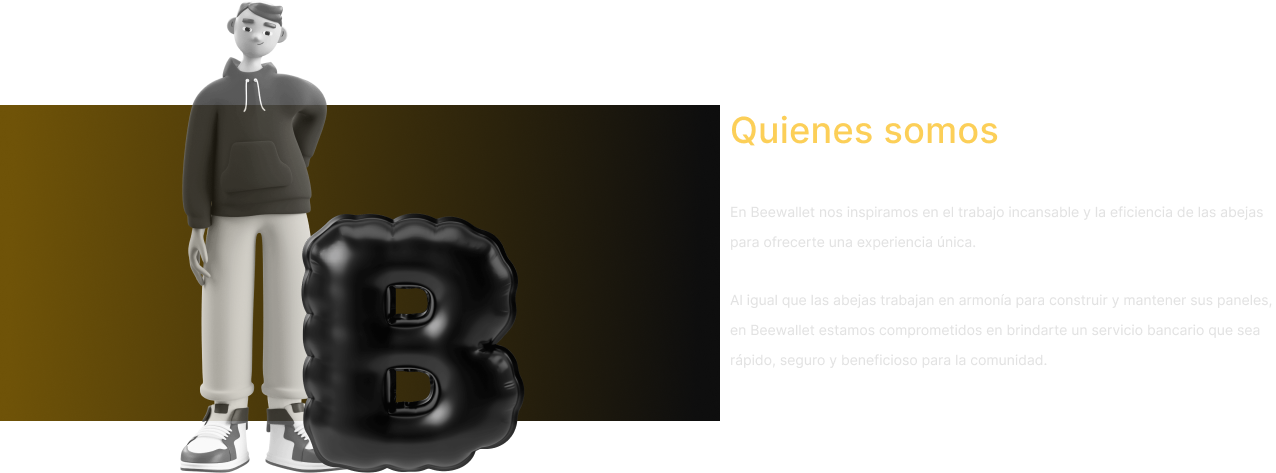 Quienes somos
En Beewallet nos inspiramos en el trabajo incansable y la eficiencia de las abejas
para ofrecerte una experiencia única.
Al igual que las abejas trabajan en armonía para construir y mantener sus paneles,
en Beewallet estamos comprometidos en brindarte un servicio bancario que sea
rápido, seguro y beneficioso para la comunidad.
B